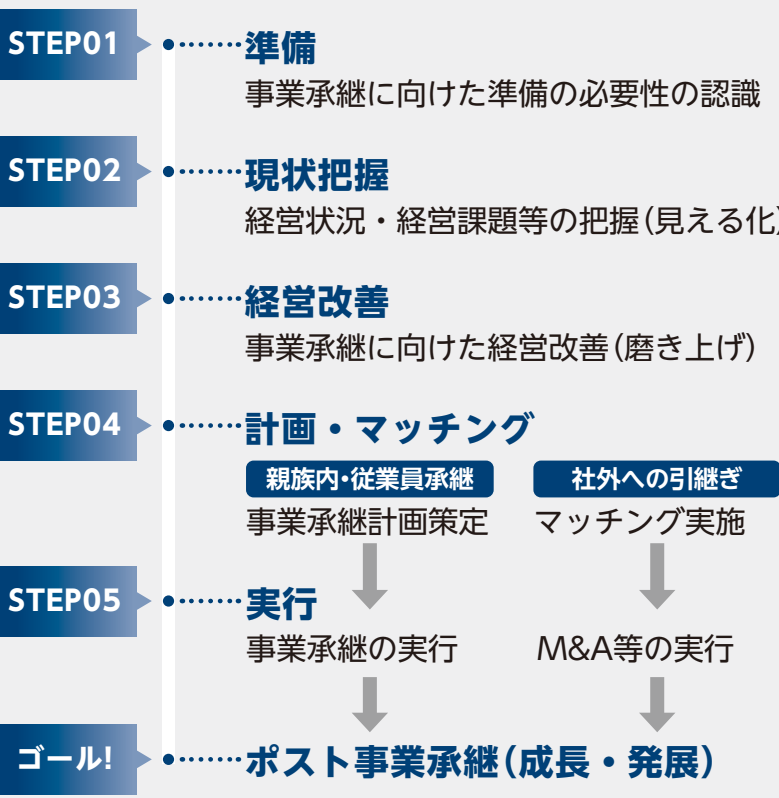 STEP01
準備
事業承継に向けた準備の必要性の認識
STEP02
現状把握
経営状況・経営課題等の把握(見える化)
STEP03
経営改善
事業承継に向けた経営改善(磨き上げ)
STEP04
計画・マッチング
親族内・従業員承継
社外への引継ぎ
事業承継計画策定
マッチング実施
STEP05
実行
事業承継の実行
M&A等の実行
ゴール!
ポスト事業承継(成長・発展)